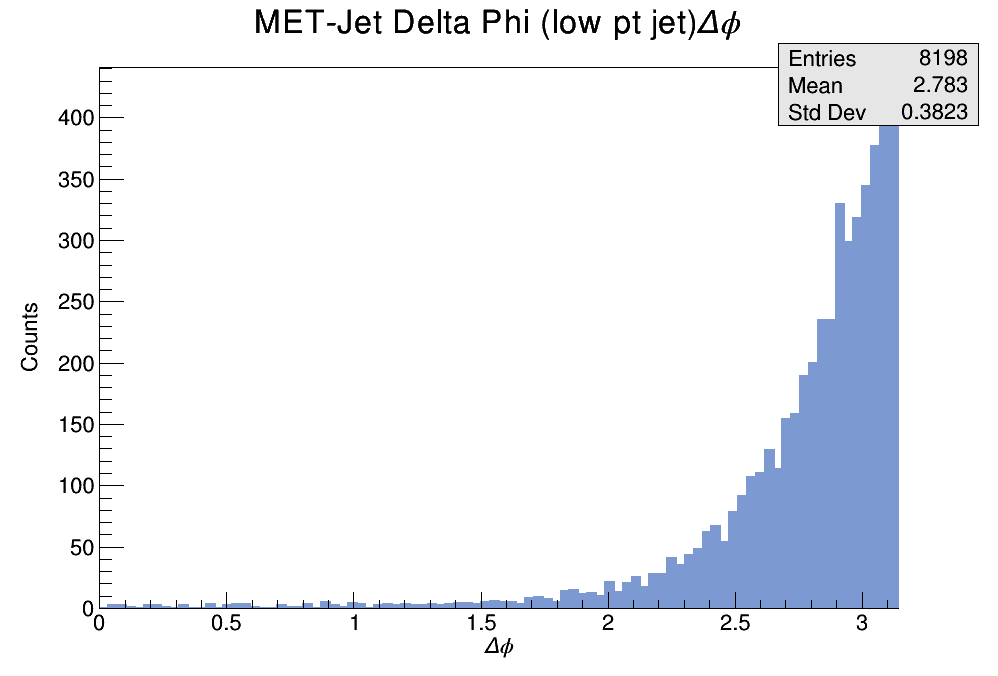 MET-Jet Delta Phi (low pt jet)Δϕ
Entries 8198
Mean 2.783
Std Dev 0.3823
400
350
300
250
200
150
100
50
0
Counts
0 0.5 1 1.5 2 2.5 3
Δϕ